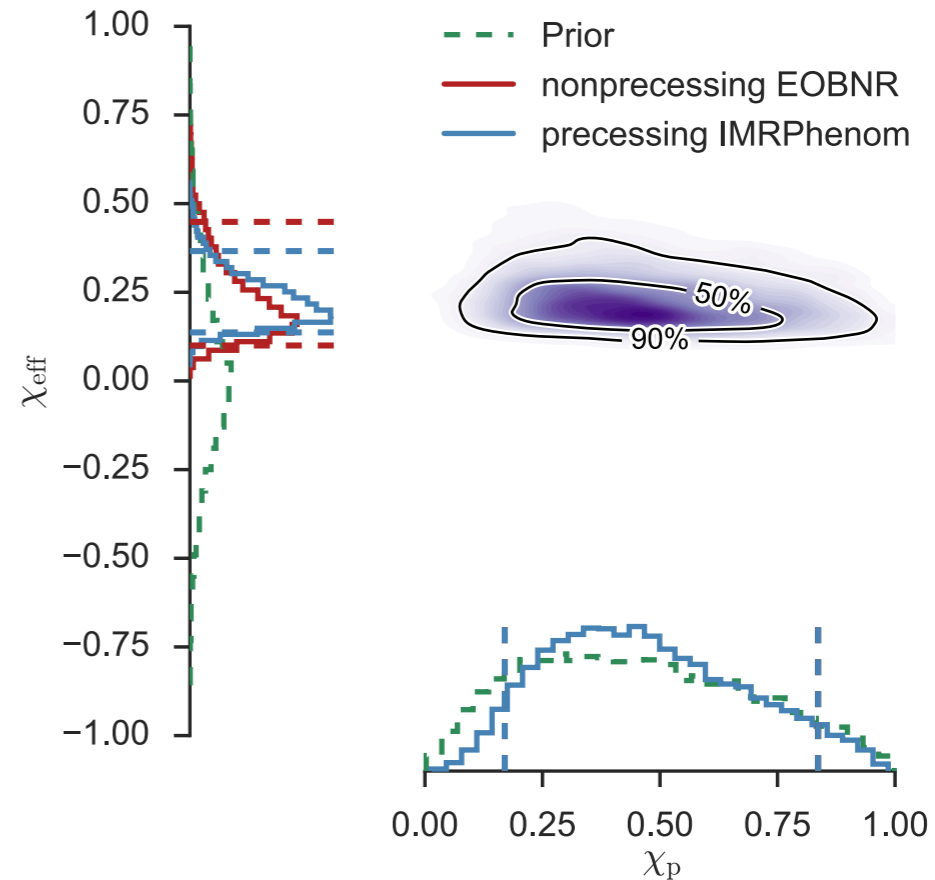 Prior
nonprecessing EOBNR
precessing IMRPhenom
1.00
0.75
0.50
0.25
0.00
−0.25
−0.50
−0.75
−1.00
χeff
50%
90%
0.00 0.25 0.50 0.75 1.00
χp